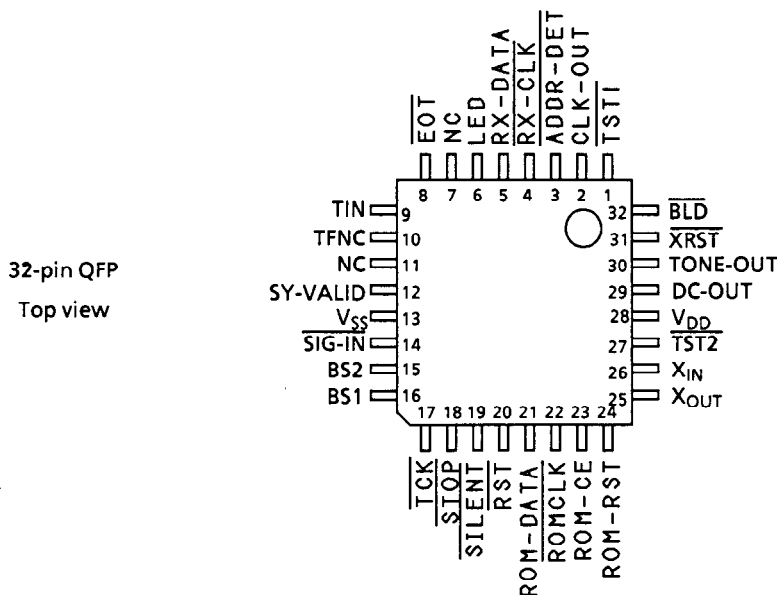 EOT
NC
LED
RX-DATA
RX-CLK
ADDR-DET
CLK-OUT
TSTI
8 7 6 5 4 3 2 1
TIN 9 32 BLD
TFNC 10 31 XRST
32-pin QFP
NC 11 30 TONE-OUT
SY-VALID 12 29 DC-OUT
Top view
VSS 13 28 VDD
SIG-IN 14 27 TST2
BS2 15 26 XIN
BS1 16 25 XOUT
17 18 19 20 21 22 23 24
TCK
STOP
SILENT
RST
ROM-DATA
ROMCLK
ROM-CE
ROM-RST